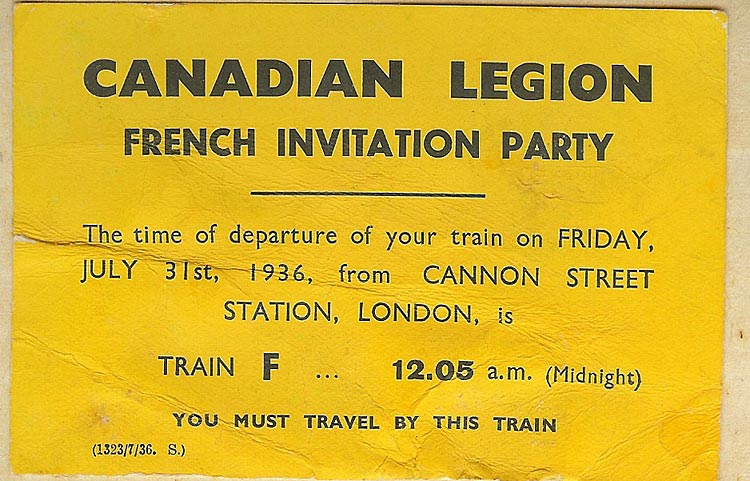 CANADIAN LEGION
FRENCH INVITATION PARTY
The time of departure of your train on FRIDAY,
JULY 31st, 1936, from CANNON STREET
STATION, LONDON, is
TRAIN F ... 12.05 a.m. (Midnight)
YOU MUST TRAVEL BY THIS TRAIN
(1323/7/36. S.)